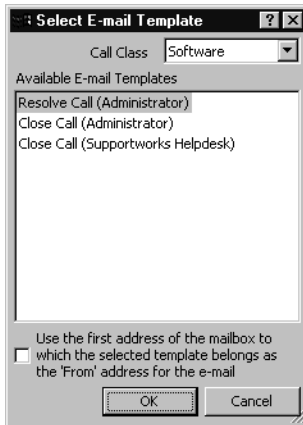 Select E-mail Template
Call Class Software
Available E-mail Templates
Resolve Call (Administrator)
Close Call (Administrator)
Close Call (Supportworks Helpdesk)
Use the first address of the mailbox to
which the selected template belongs as
the 'From' address for the e-mail
OK Cancel